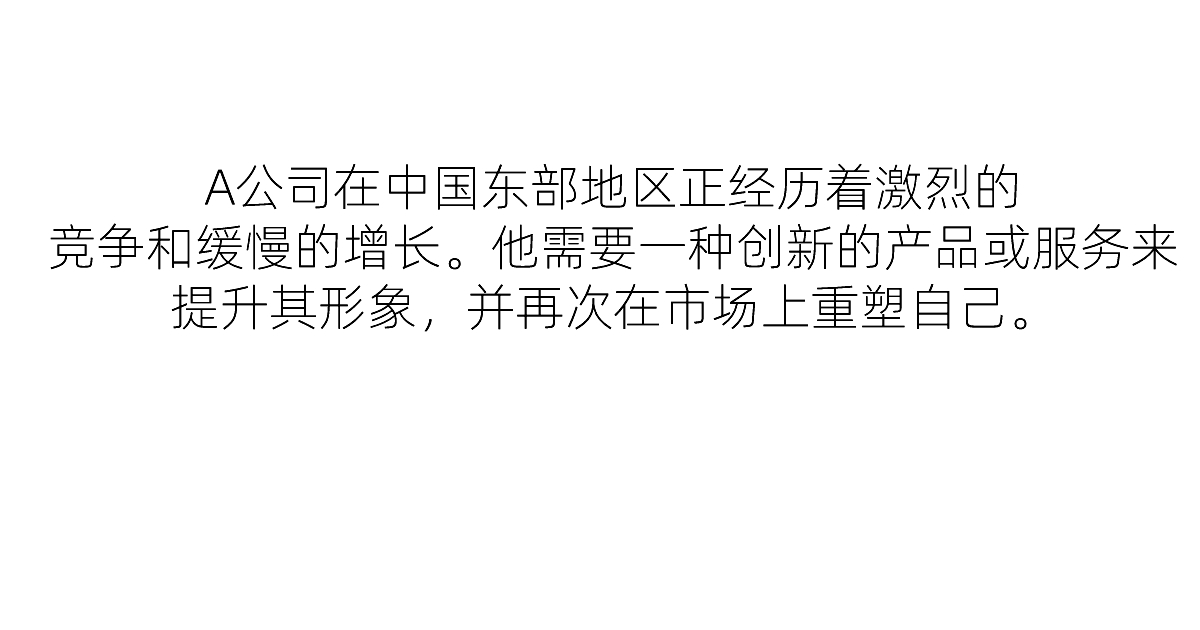 A公司在中国东部地区正经历着激烈的
竞争和缓慢的增长。他需要一种创新的产品或服务来
提升其形象，并再次在市场上重塑自己。